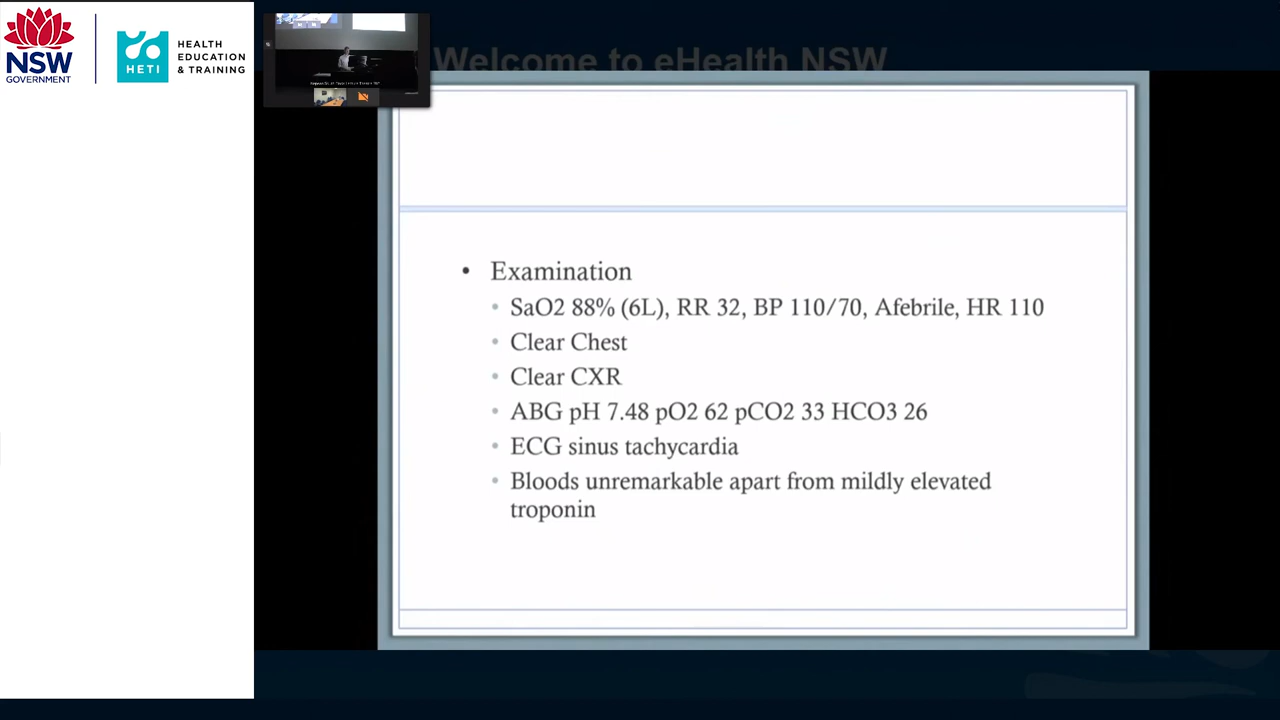 NSW
GOVERNMENT
HETI
HEALTH
EDUCATION
& TRAINING
Welcome to eHealth NSW
• Examination
• SaO2 88% (6L), RR 32, BP 110/70, Afebrile, HR 110
• Clear Chest
• Clear CXR
• ABG pH 7.48 pO2 62 pCO2 33 HCO3 26
• ECG sinus tachycardia
• Bloods unremarkable apart from mildly elevated
troponin